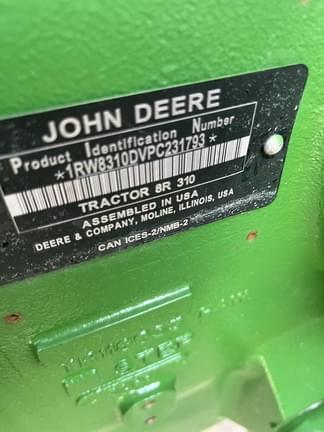 JOHN DEERE
Product Identification Number
*1RW8310DVPC231793*
TRACTOR 8R 310
ASSEMBLED IN USA
DEERE & COMPANY, MOLINE, ILLINOIS, USA
CAN ICES-2/NMB-2